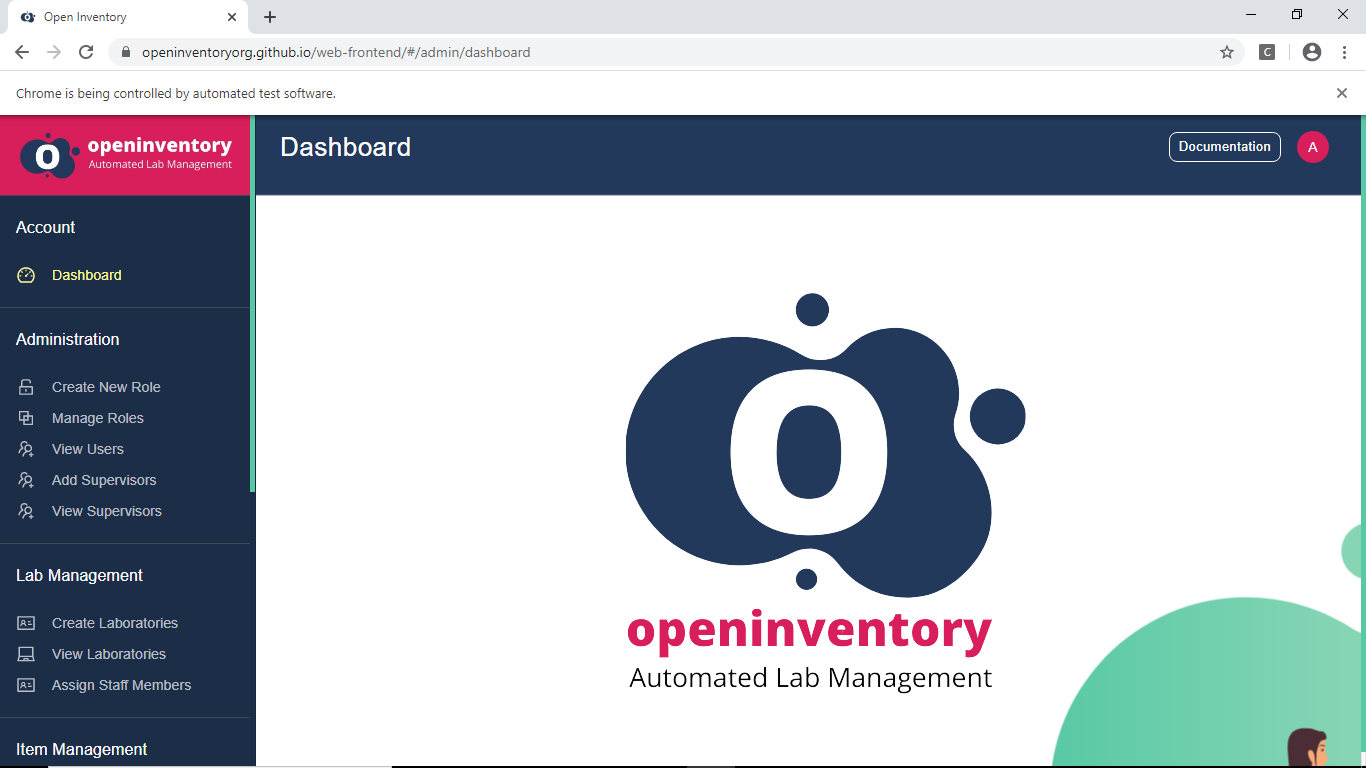 Open Inventory
openinventoryorg.github.io/web-frontend/#/admin/dashboard
C
Chrome is being controlled by automated test software.
O
openinventory
Automated Lab Management
Dashboard
Documentation
A
Account
Dashboard
Administration
Create New Role
Manage Roles
View Users
Add Supervisors
View Supervisors
Lab Management
Create Laboratories
View Laboratories
Assign Staff Members
Item Management
O
openinventory
Automated Lab Management